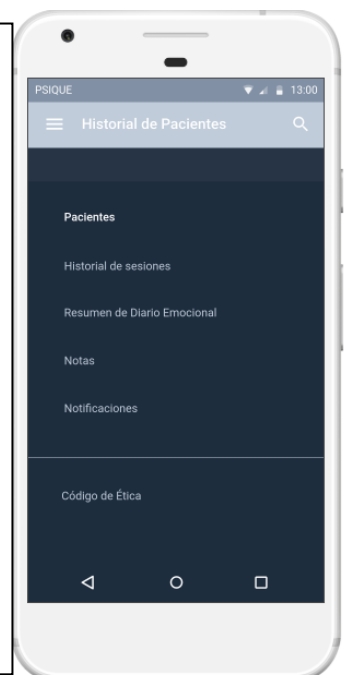 PSIQUE 13:00
Historial de Pacientes
Pacientes
Historial de sesiones
Resumen de Diario Emocional
Notas
Notificaciones
Código de Ética